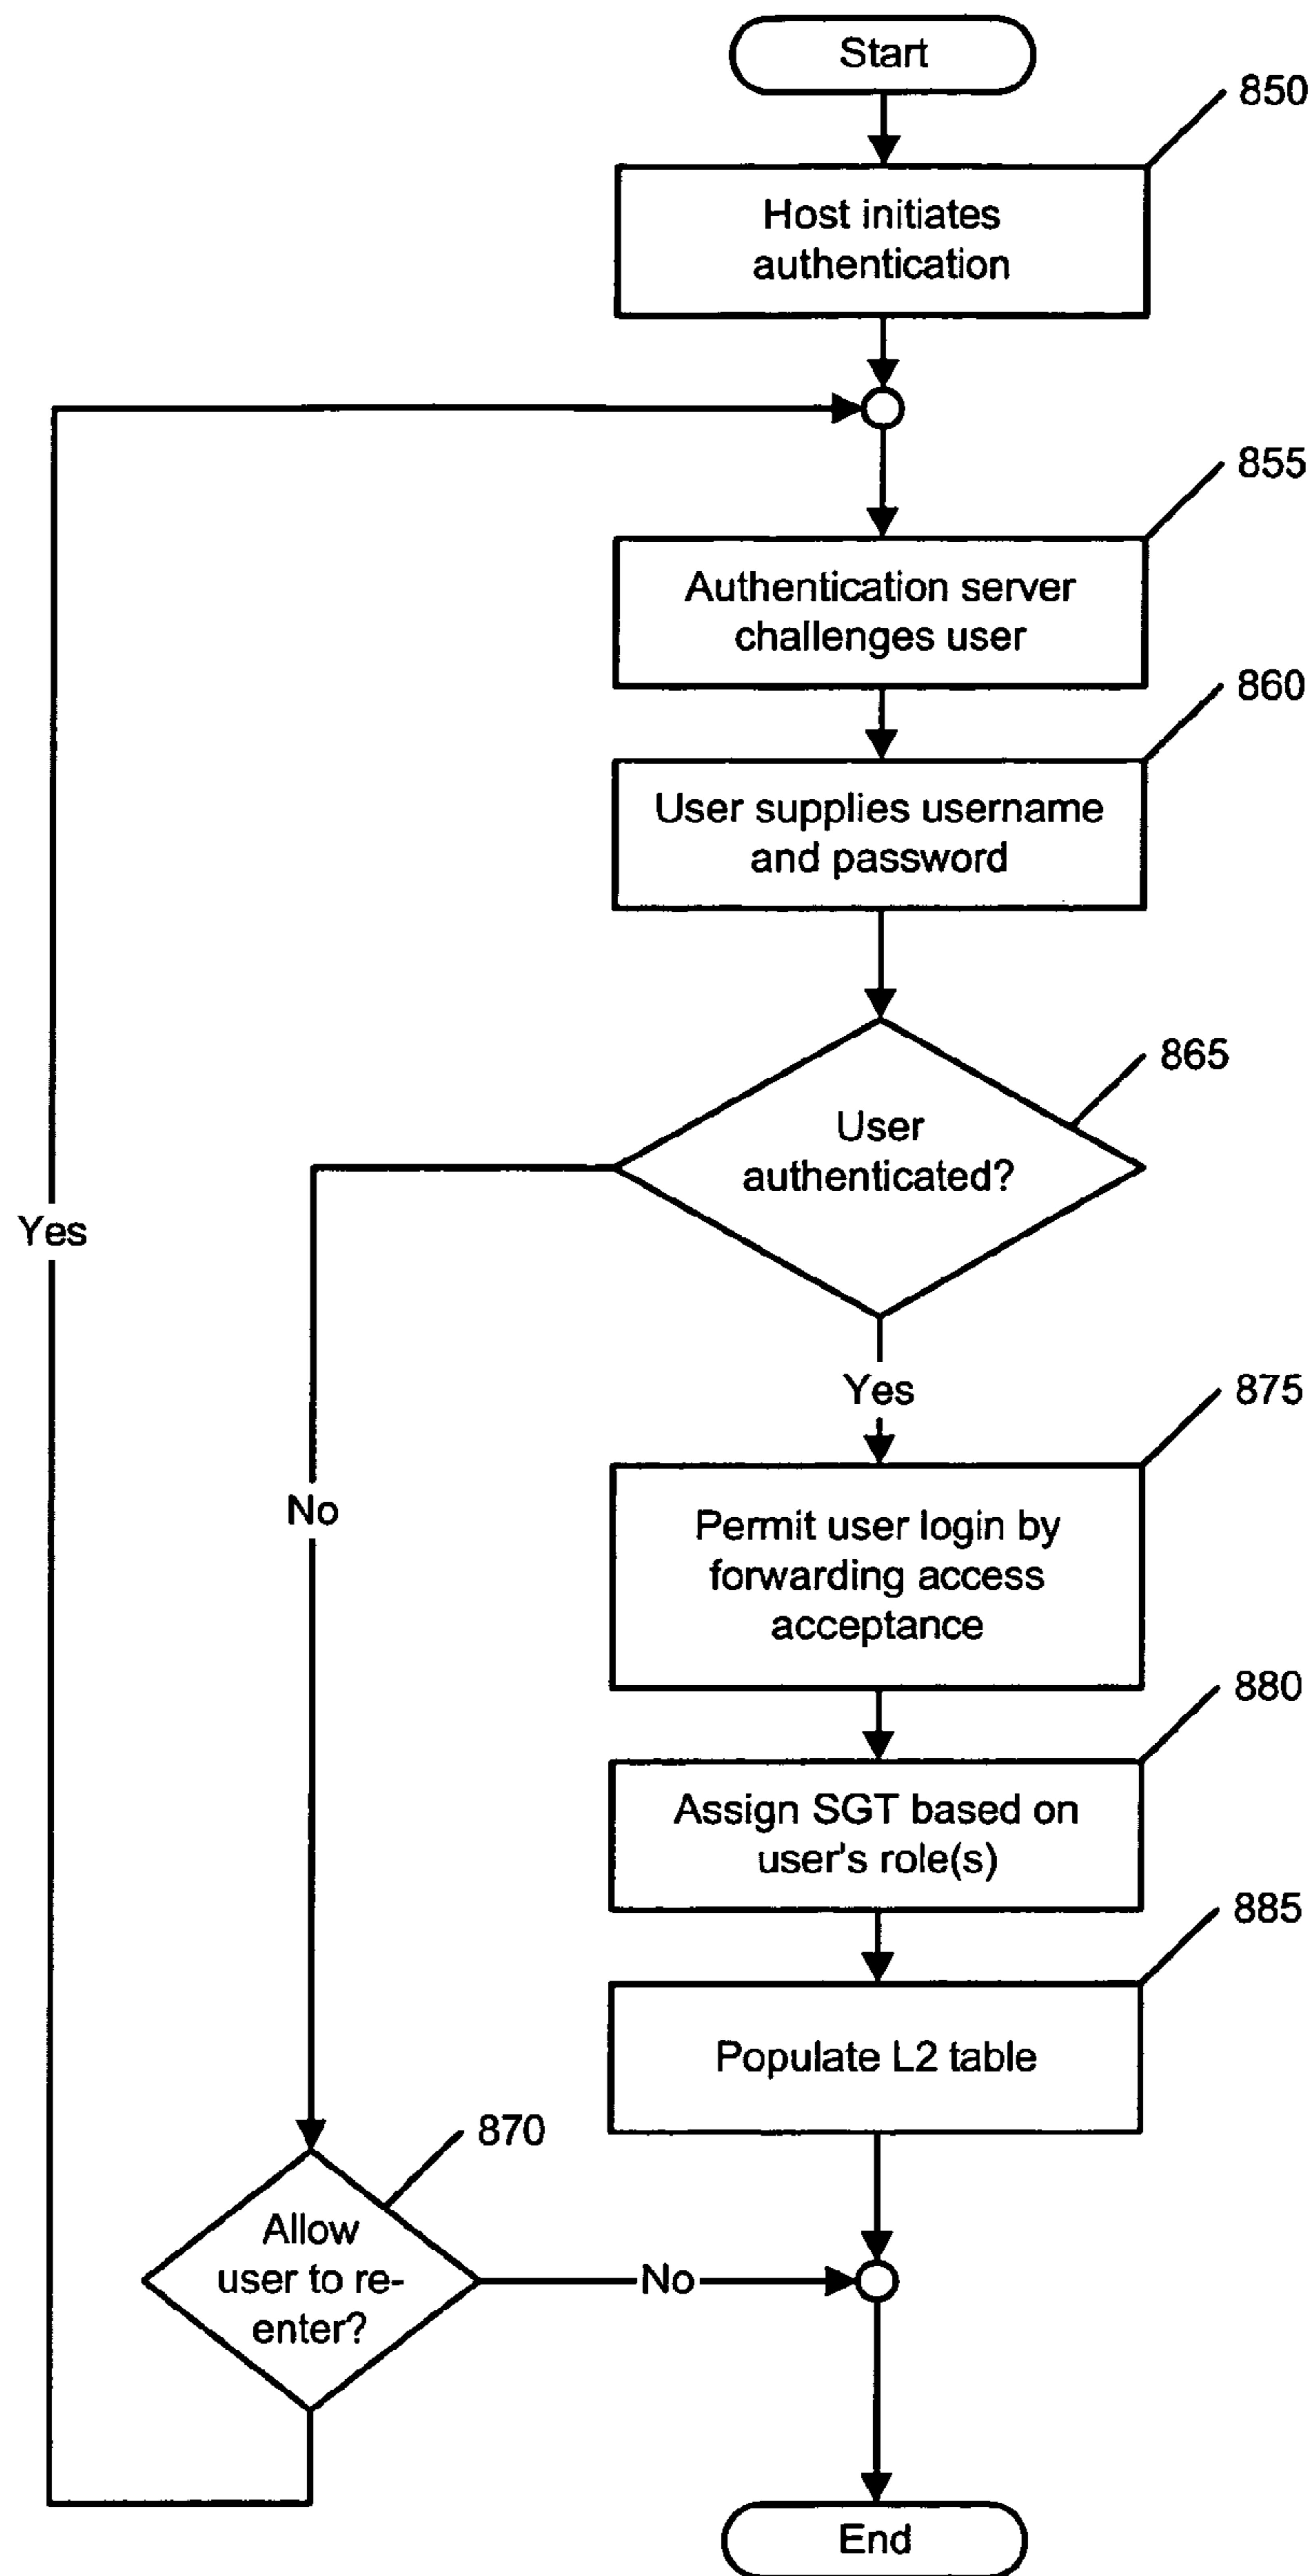 Start
850
Host initiates
authentication
855
Authentication server
challenges user
860
User supplies username
and password
865
User
authenticated?
Yes
Yes
875
No
Permit user login by
forwarding access
acceptance
880
Assign SGT based on
user's role(s)
885
Populate L2 table
870
Allow
user to re-
enter?
No
End